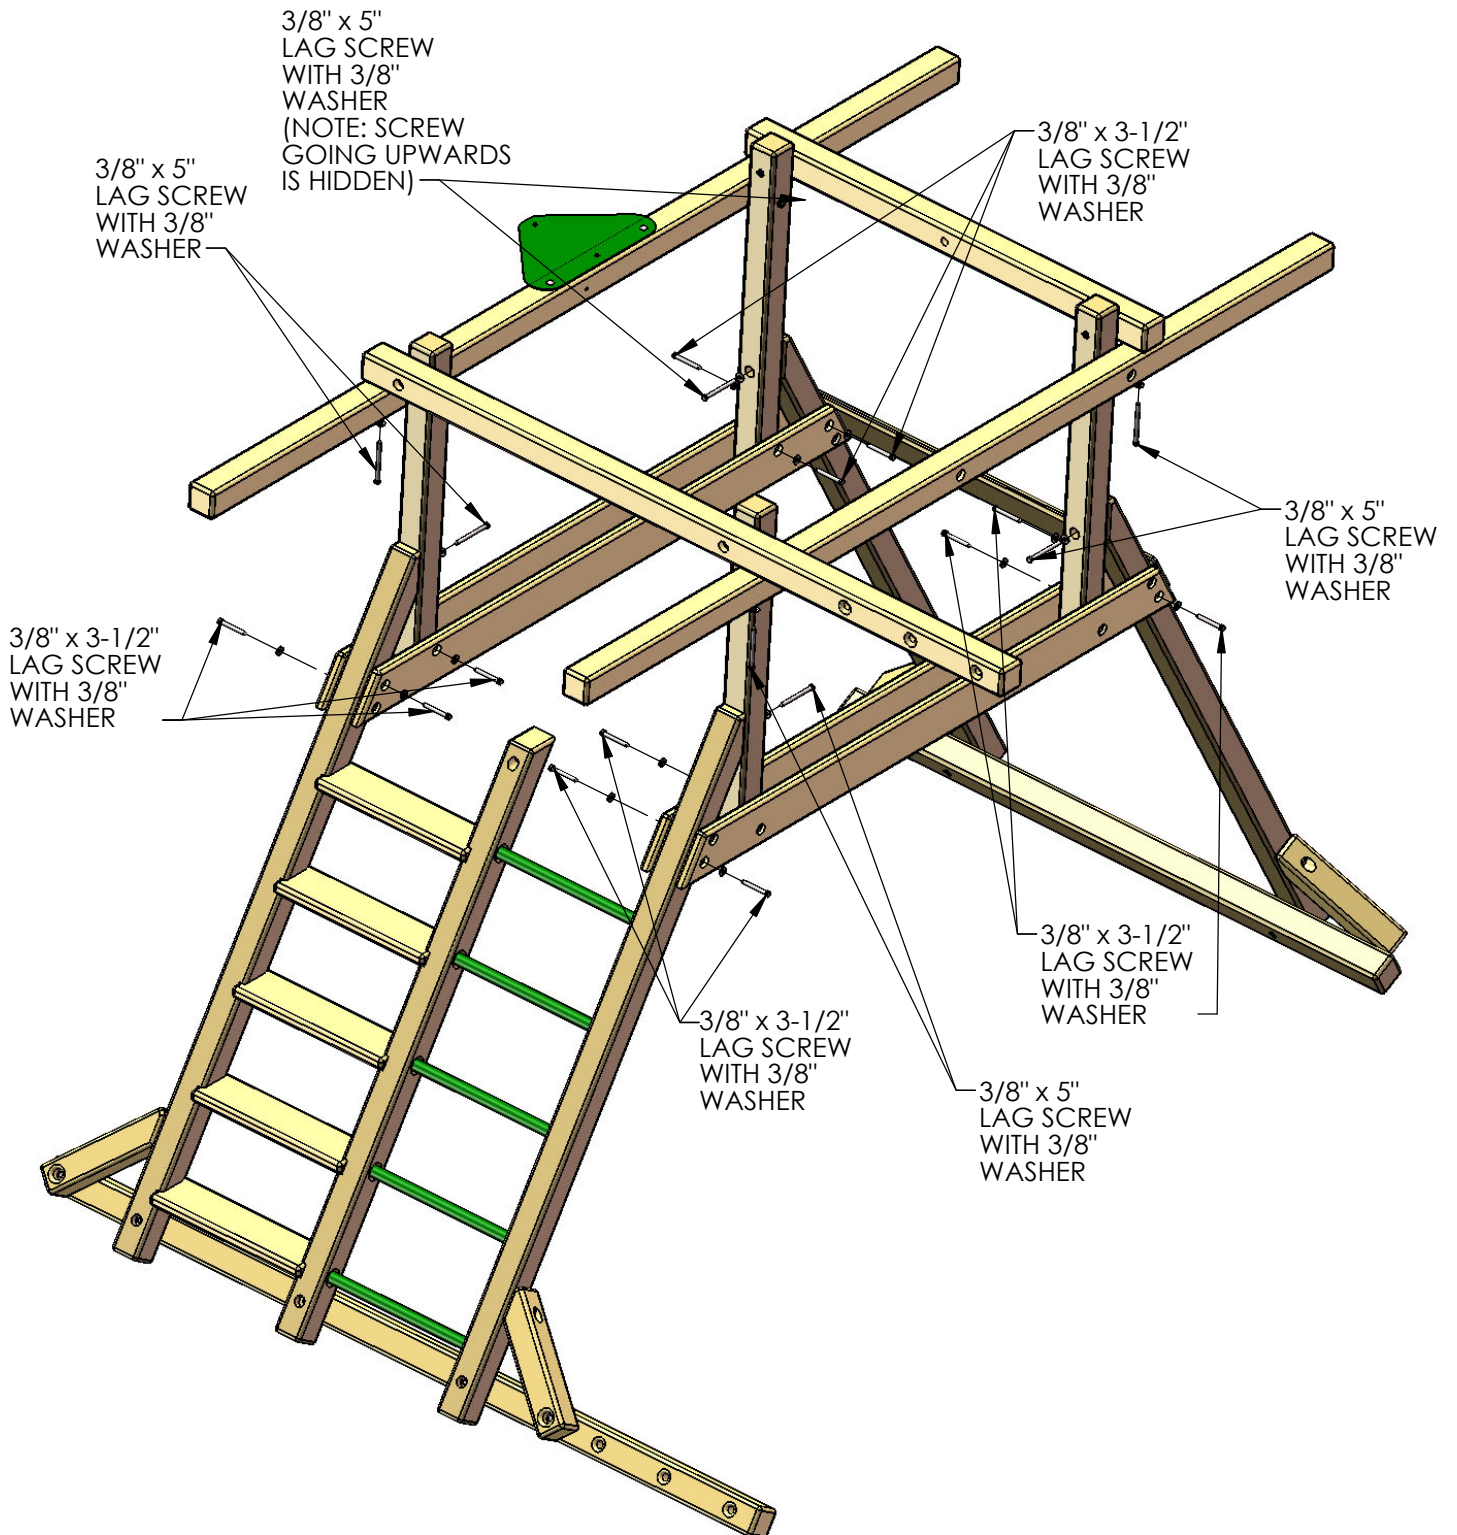 3/8" x 5"
LAG SCREW
WITH 3/8"
WASHER
(NOTE: SCREW
GOING UPWARDS
IS HIDDEN)
3/8" x 3-1/2"
LAG SCREW
WITH 3/8"
WASHER
3/8" x 5"
LAG SCREW
WITH 3/8"
WASHER
3/8" x 5"
LAG SCREW
WITH 3/8"
WASHER
3/8" x 3-1/2"
LAG SCREW
WITH 3/8"
WASHER
3/8" x 3-1/2"
LAG SCREW
WITH 3/8"
WASHER
3/8" x 3-1/2"
LAG SCREW
WITH 3/8"
WASHER
3/8" x 5"
LAG SCREW
WITH 3/8"
WASHER